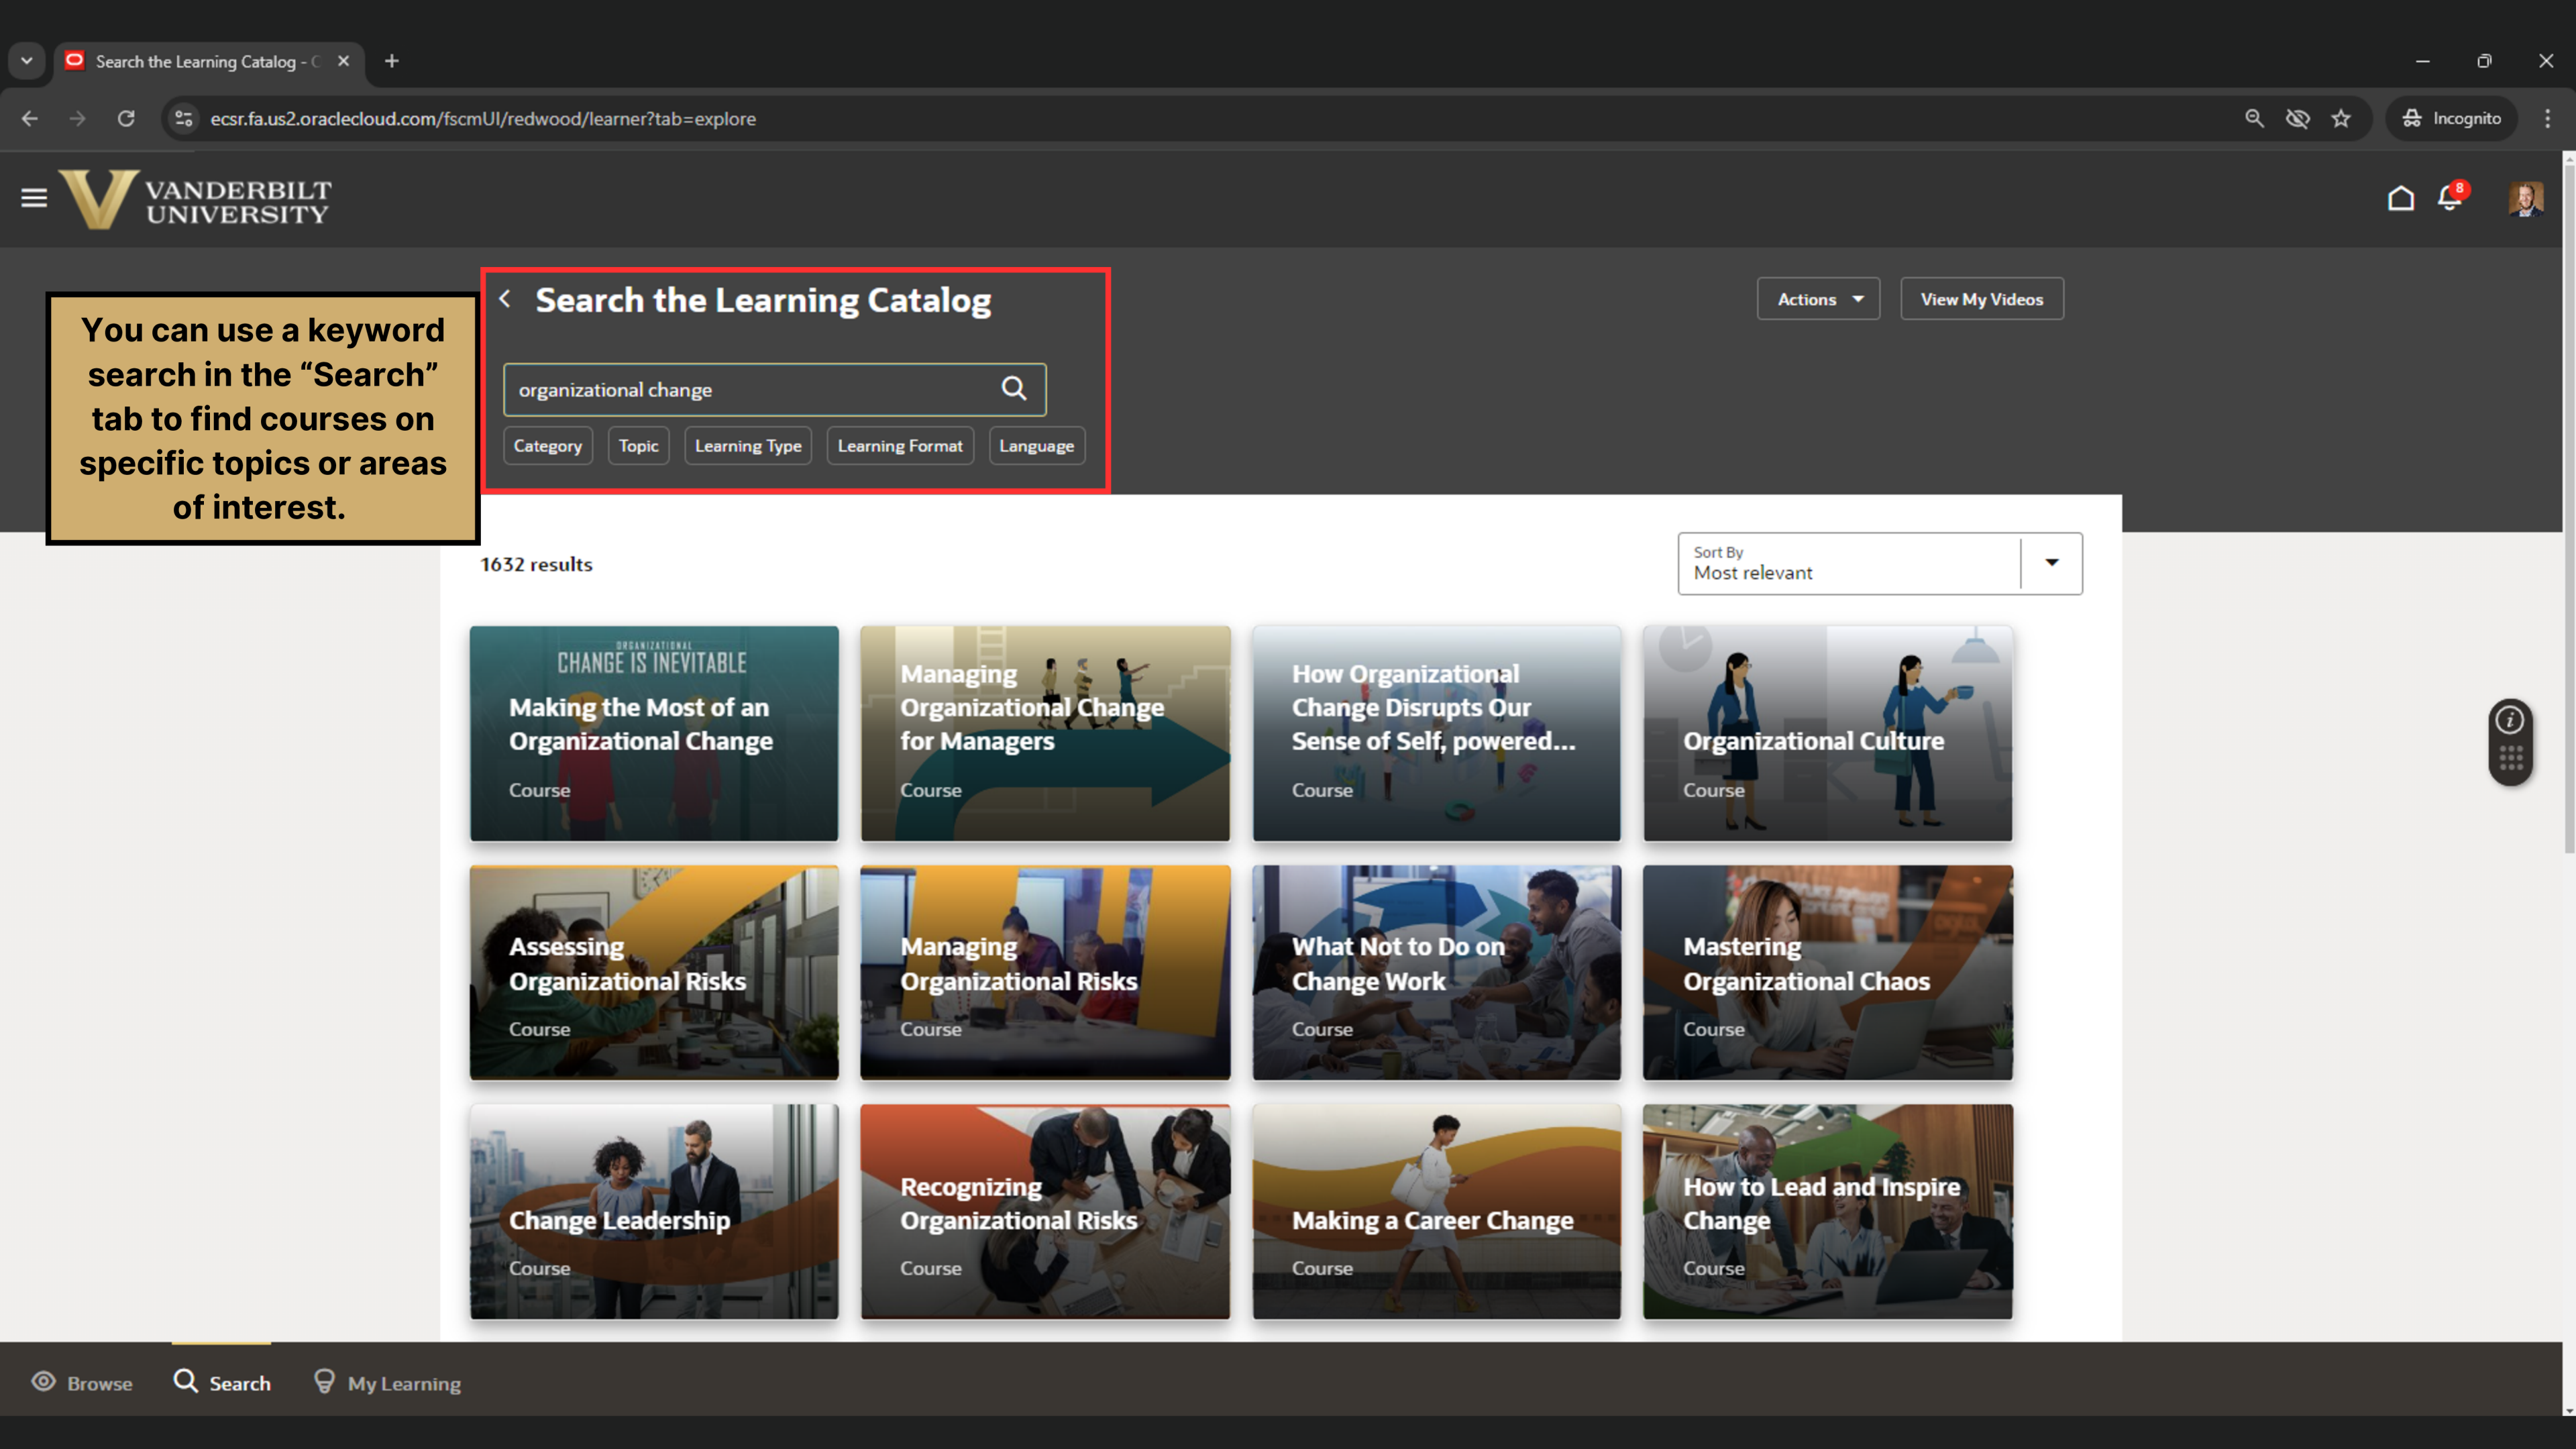 Search the Learning Catalog - C
ecsr.fa.us2.oraclecloud.com/fscmUI/redwood/learner?tab=explore
Incognito
VANDERBILT
UNIVERSITY
8
You can use a keyword
search in the “Search”
tab to find courses on
specific topics or areas
of interest.
Search the Learning Catalog
Actions
View My Videos
organizational change
Category
Topic
Learning Type
Learning Format
Language
1632 results
Sort By
Most relevant
ORGANIZATIONAL
CHANGE IS INEVITABLE
Making the Most of an
Organizational Change
Course
Managing
Organizational Change
for Managers
Course
How Organizational
Change Disrupts Our
Sense of Self, powered...
Course
Organizational Culture
Course
Assessing
Organizational Risks
Course
Managing
Organizational Risks
Course
What Not to Do on
Change Work
Course
Mastering
Organizational Chaos
Course
Change Leadership
Course
Recognizing
Organizational Risks
Course
Making a Career Change
Course
How to Lead and Inspire
Change
Course
Browse
Search
My Learning